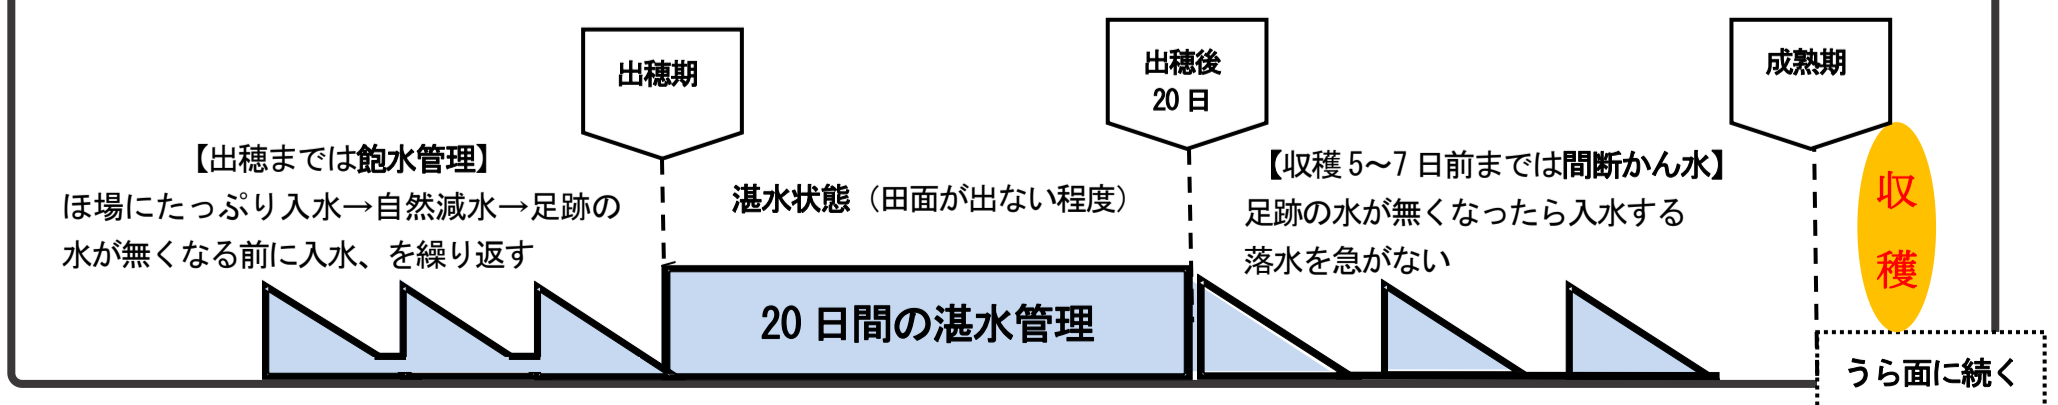 出穂期
出穂後
20日
成熟期
【出穂までは飽水管理】
ほ場にたっぷり入水→自然減水→足跡の
水が無くなる前に入水、を繰り返す
湛水状態（田面が出ない程度）
【収穫5～7日前までは間断かん水】
足跡の水が無くなったら入水する
落水を急がない
収
穫
20日間の湛水管理
うら面に続く